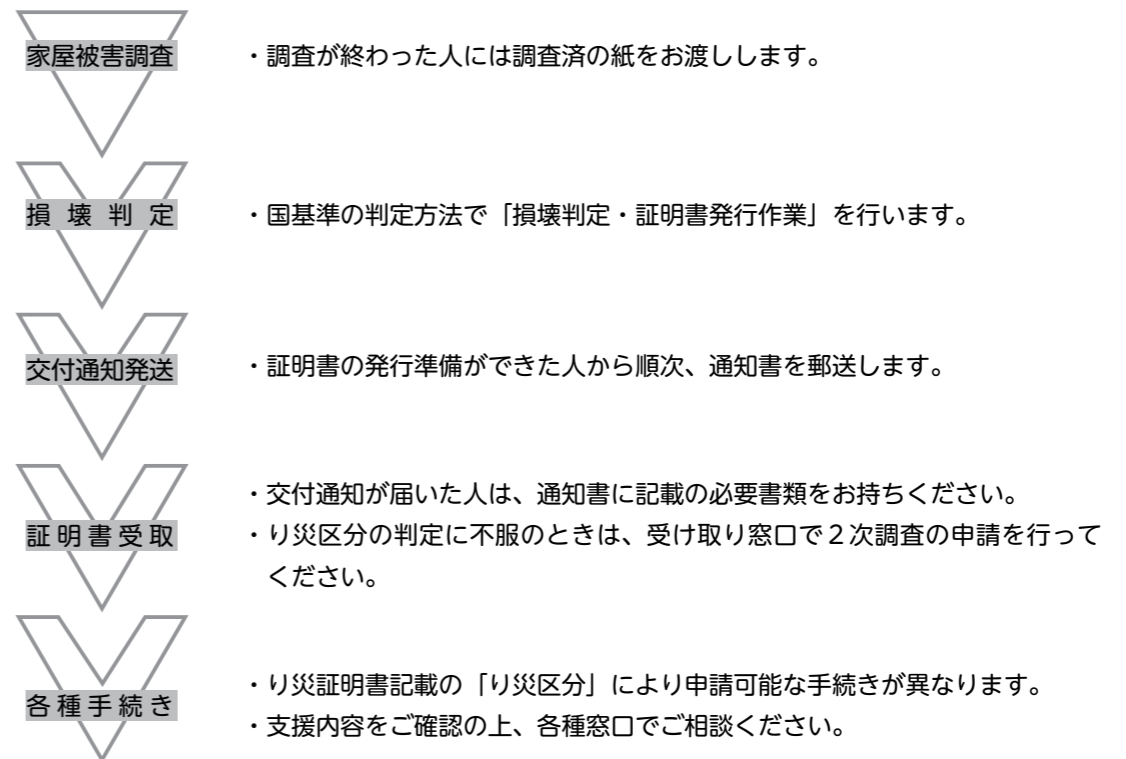 家屋被害調査
・調査が終わった人には調査済の紙をお渡しします。
損壊判定
・国基準の判定方法で「損壊判定・証明書発行作業」を行います。
交付通知発送
・証明書の発行準備ができた人から順次、通知書を郵送します。
証明書受取
・交付通知が届いた人は、通知書に記載の必要書類をお持ちください。
・り災区分の判定に不服のときは、受け取り窓口で２次調査の申請を行って
ください。
各種手続き
・り災証明書記載の「り災区分」により申請可能な手続きが異なります。
・支援内容をご確認の上、各種窓口でご相談ください。